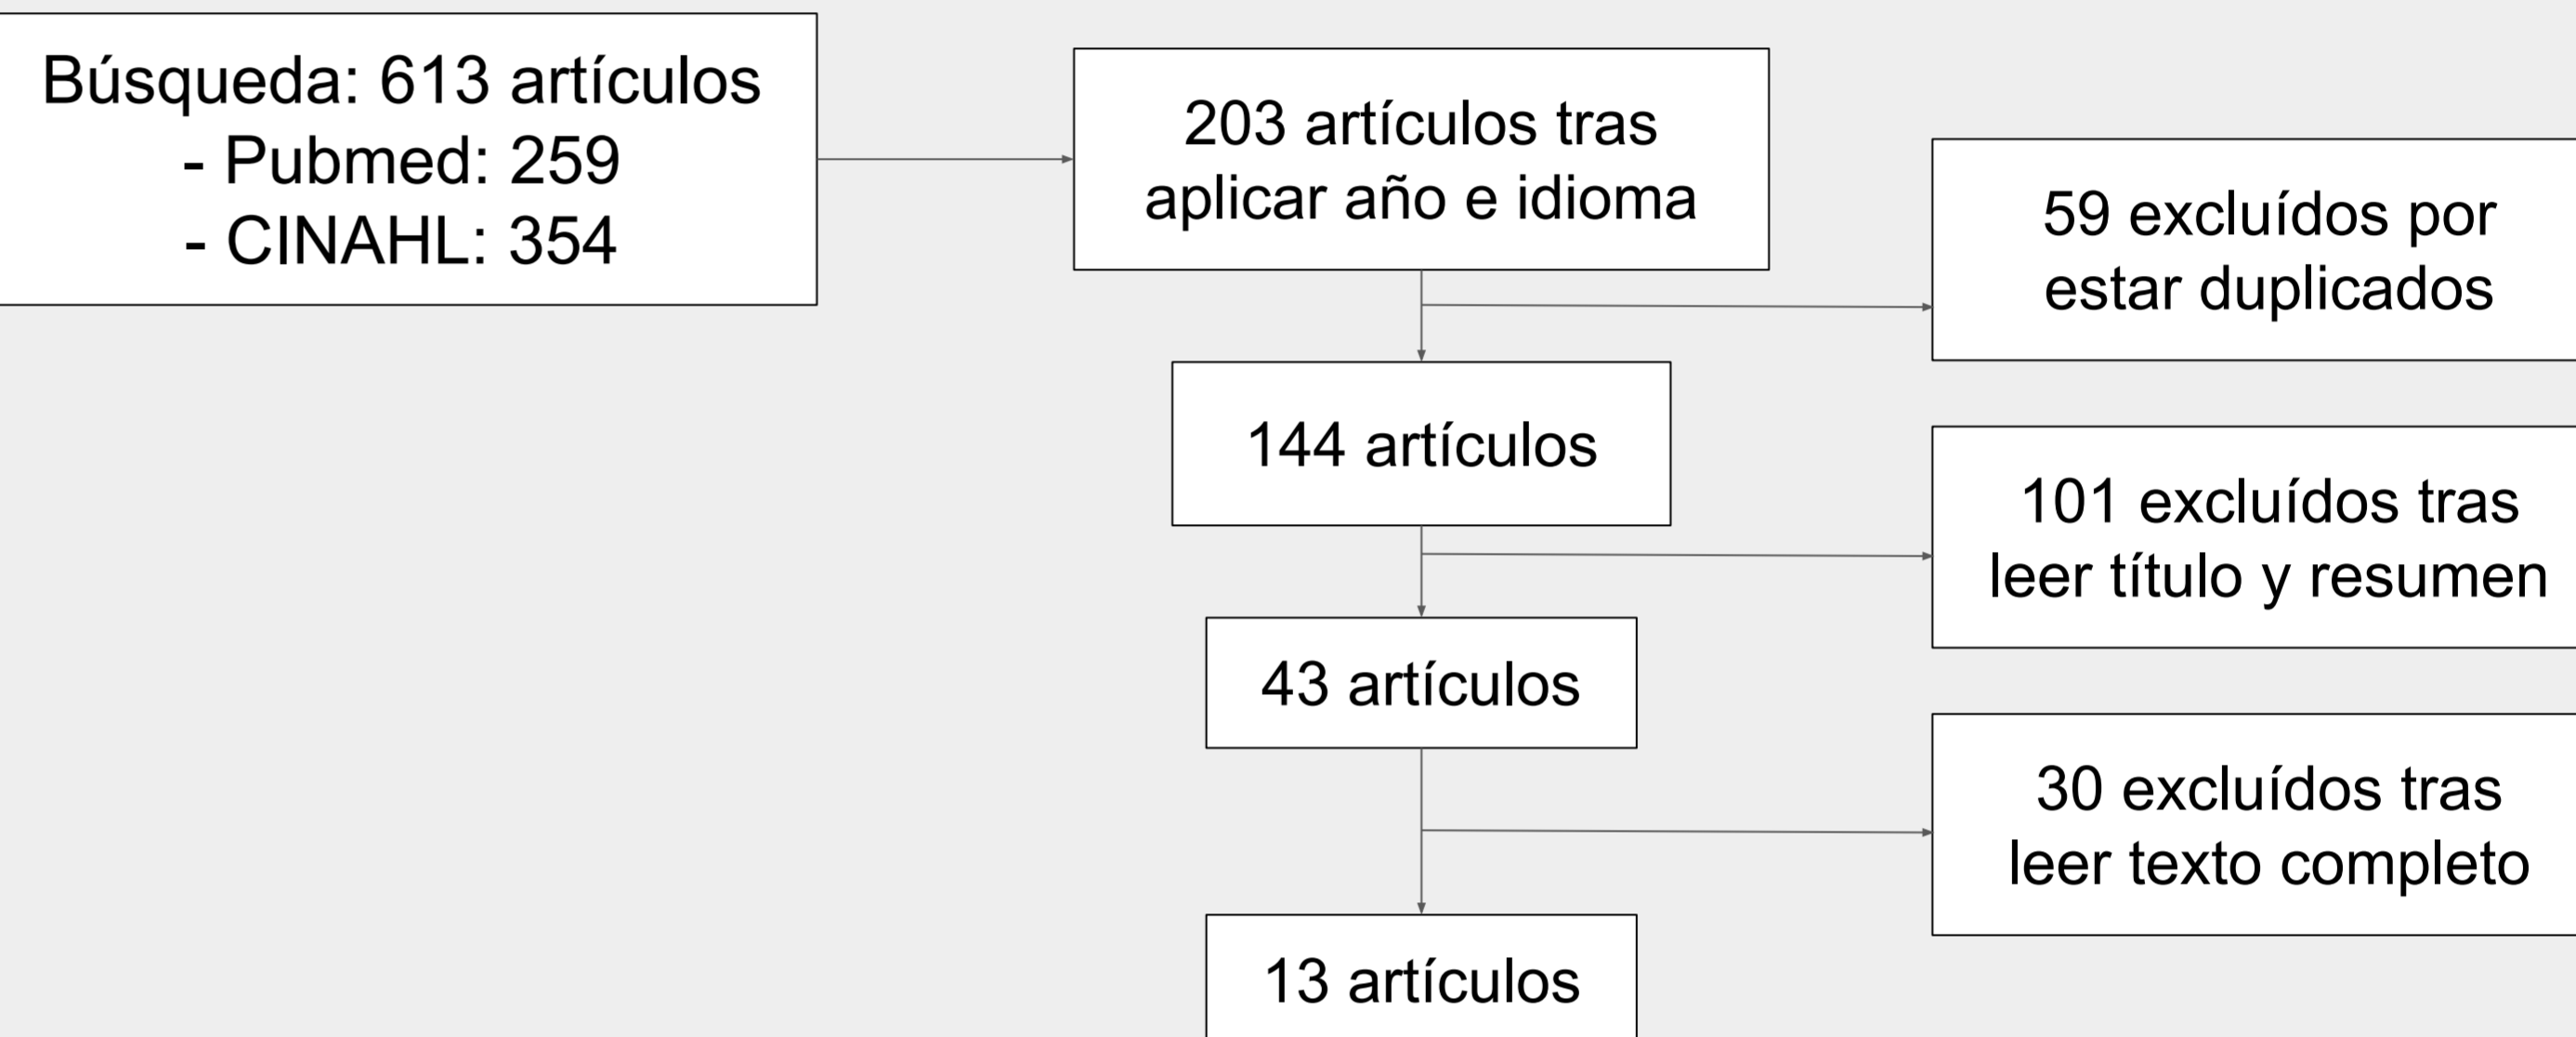 Búsqueda: 613 artículos
- Pubmed: 259
- CINAHL: 354
203 artículos tras
aplicar año e idioma
59 excluídos por
estar duplicados
144 artículos
101 excluídos tras
leer título y resumen
43 artículos
30 excluídos tras
leer texto completo
13 artículos